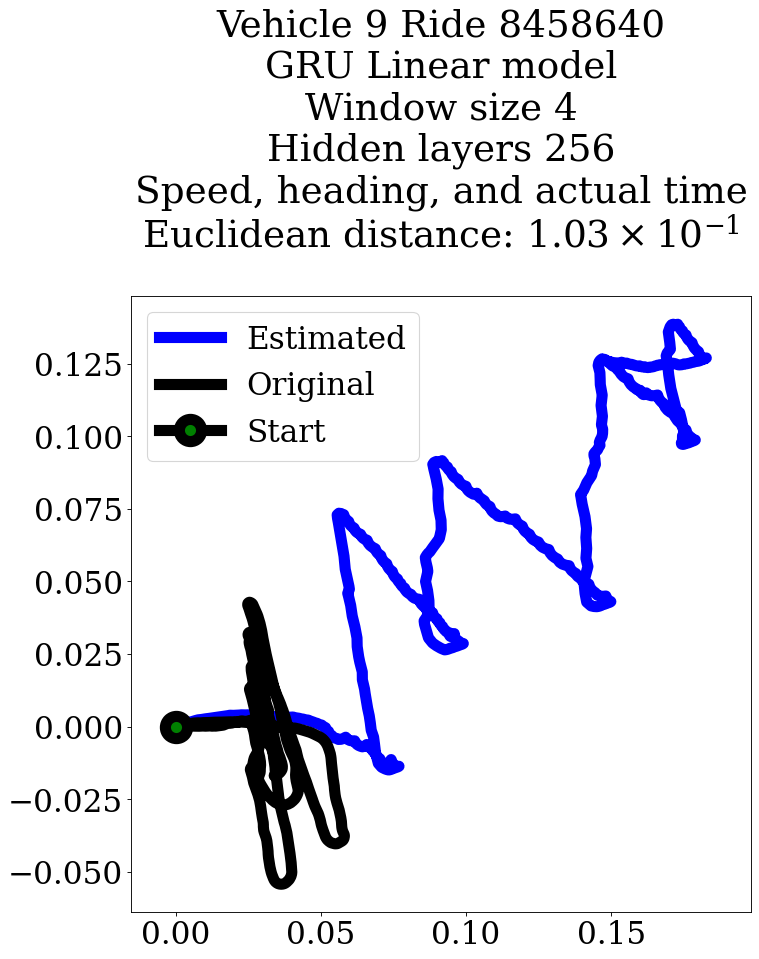 Vehicle 9 Ride 8458640
GRU Linear model
Window size 4
Hidden layers 256
Speed, heading, and actual time
Euclidean distance: 1.03 × 10⁻¹
Estimated
Original
Start
0.125
0.100
0.075
0.050
0.025
0.000
−0.025
−0.050
0.00 0.05 0.10 0.15